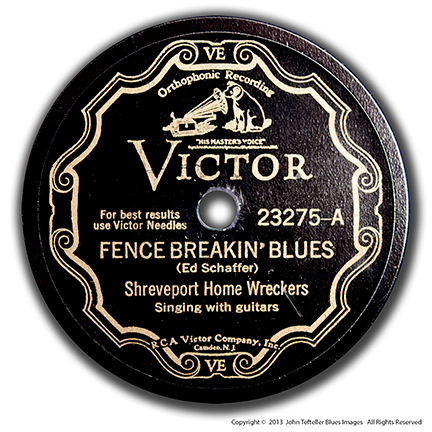 VE
Orthophonic Recording
"HIS MASTER'S VOICE"
VICTOR
For best results
use Victor Needles
23275-A
FENCE BREAKIN' BLUES
(Ed Schaffer)
Shreveport Home Wreckers
Singing with guitars
RCA Victor Company, Inc.
Camden, N.J.
VE
Copyright © 2013 John Tefteller Blues Images All Rights Reserved